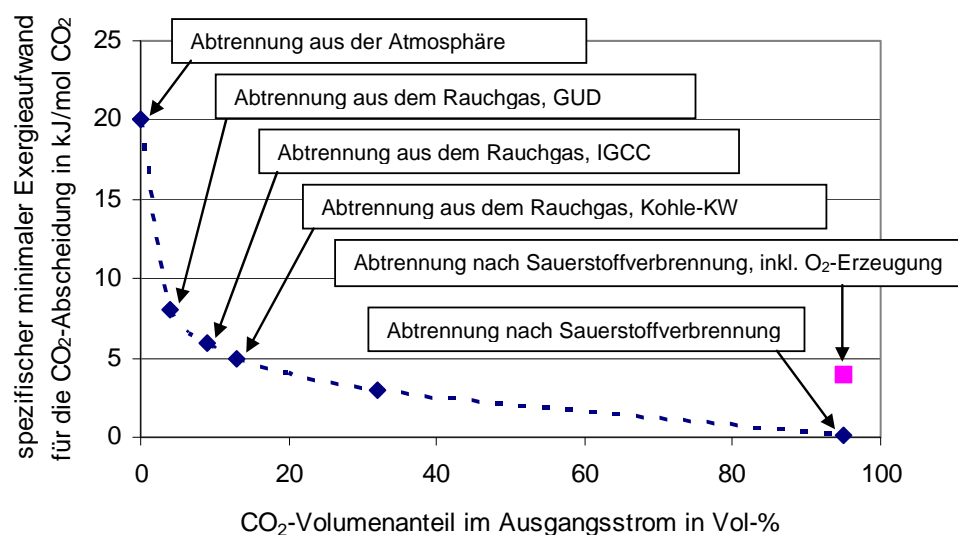 spezifischer minimaler Exergieaufwand
für die CO₂-Abscheidung in kJ/mol CO₂
25
20
15
10
5
0
Abtrennung aus der Atmosphäre
Abtrennung aus dem Rauchgas, GUD
Abtrennung aus dem Rauchgas, IGCC
Abtrennung aus dem Rauchgas, Kohle-KW
Abtrennung nach Sauerstoffverbrennung, inkl. O₂-Erzeugung
Abtrennung nach Sauerstoffverbrennung
0 20 40 60 80 100
CO₂-Volumenanteil im Ausgangsstrom in Vol-%